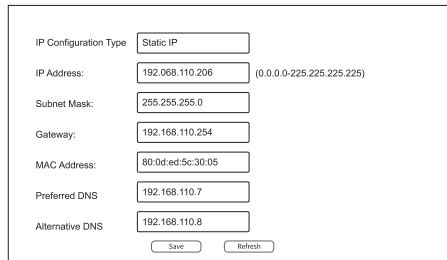 IP Configuration Type Static IP
IP Address: 192.068.110.206 (0.0.0.0-225.225.225.225)
Subnet Mask: 255.255.255.0
Gateway: 192.168.110.254
MAC Address: 80:0d:ed:5c:30:05
Preferred DNS 192.168.110.7
Alternative DNS 192.168.110.8
Save Refresh